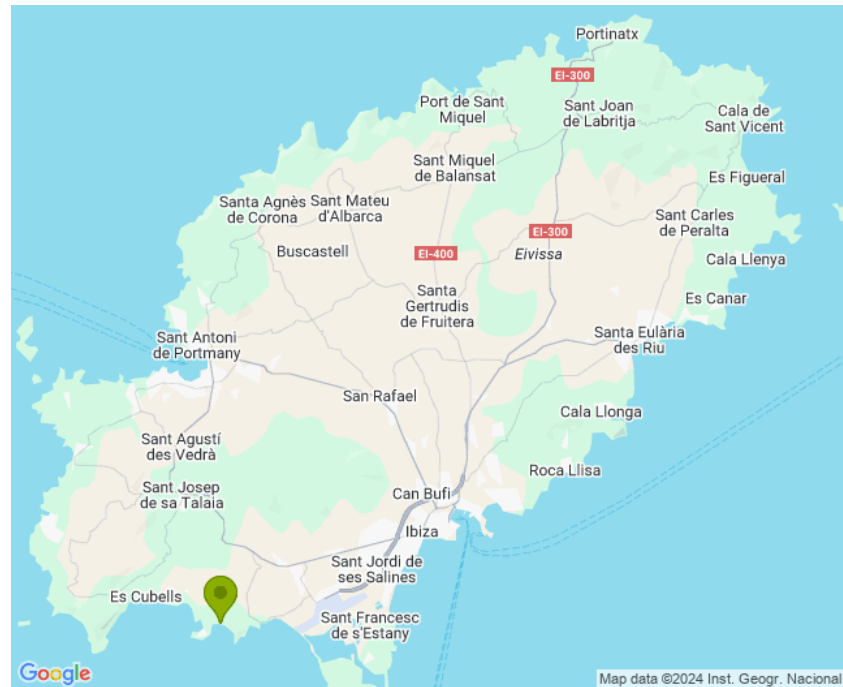 Portinatx
EI-300
Port de Sant
Miquel
Sant Joan
de Labritja
Cala de
Sant Vicent
Sant Miquel
de Balansat
Es Figueral
Santa Agnès
de Corona
Sant Mateu
d'Albarca
Sant Carles
de Peralta
EI-300
Buscastell
EI-400
Eivissa
Cala Llenya
Santa
Gertrudis
de Fruitera
Es Canar
Sant Antoni
de Portmany
Santa Eulària
des Riu
San Rafael
Cala Llonga
Sant Agustí
des Vedrà
Roca Llisa
Sant Josep
de sa Talaia
Can Bufi
Ibiza
Sant Jordi de
ses Salines
Es Cubells
Sant Francesc
de s'Estany
Google
Map data ©2024 Inst. Geogr. Nacional